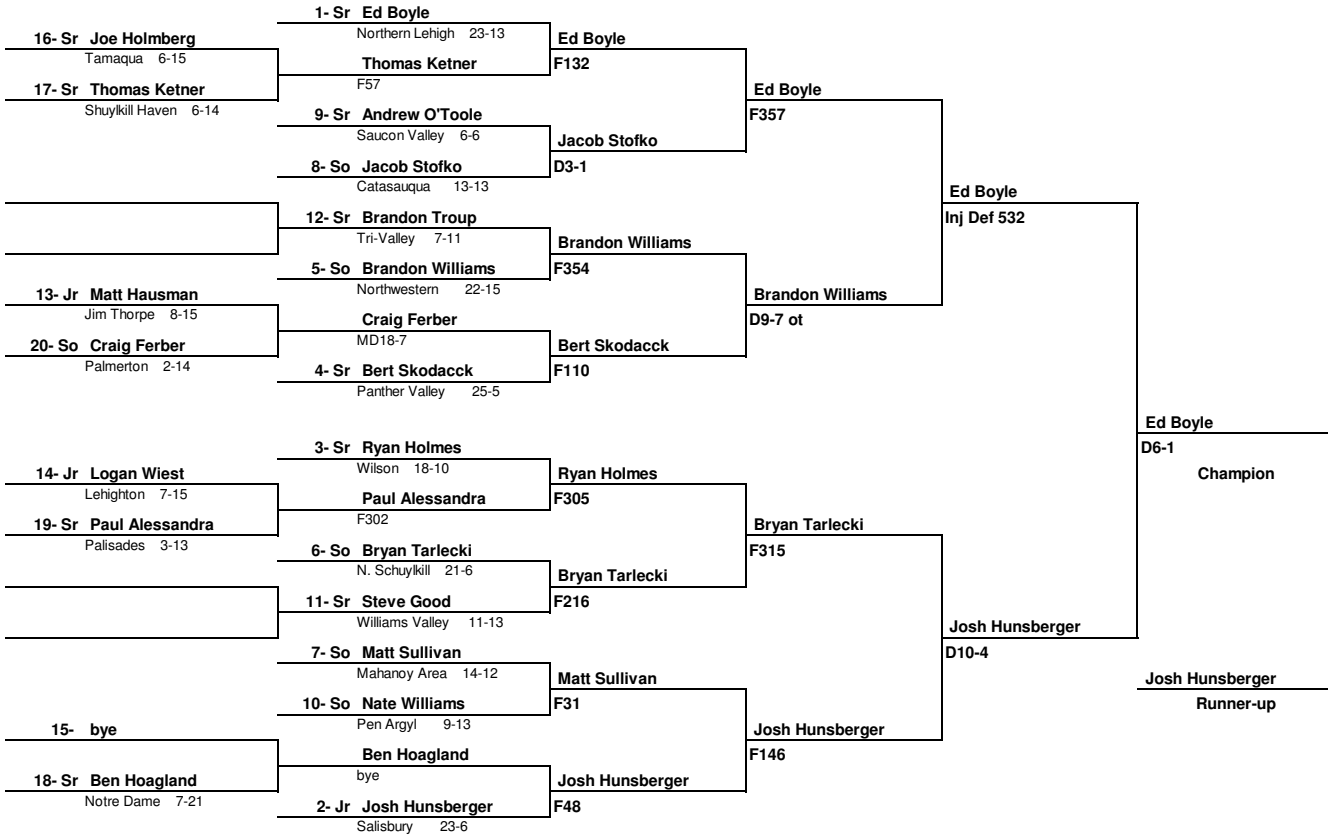 1- Sr Ed Boyle
Northern Lehigh 23-13
16- Sr Joe Holmberg
Tamaqua 6-15
Ed Boyle
F132
Thomas Ketner
F57
17- Sr Thomas Ketner
Shuylkill Haven 6-14
Ed Boyle
F357
9- Sr Andrew O'Toole
Saucon Valley 6-6
Jacob Stofko
D3-1
8- So Jacob Stofko
Catasauqua 13-13
Ed Boyle
Inj Def 532
12- Sr Brandon Troup
Tri-Valley 7-11
Brandon Williams
F354
5- So Brandon Williams
Northwestern 22-15
13- Jr Matt Hausman
Jim Thorpe 8-15
Brandon Williams
D9-7 ot
Craig Ferber
MD18-7
20- So Craig Ferber
Palmerton 2-14
Bert Skodacck
F110
4- Sr Bert Skodacck
Panther Valley 25-5
Ed Boyle
D6-1
Champion
3- Sr Ryan Holmes
Wilson 18-10
14- Jr Logan Wiest
Lehighton 7-15
Ryan Holmes
F305
Paul Alessandra
F302
19- Sr Paul Alessandra
Palisades 3-13
Bryan Tarlecki
F315
6- So Bryan Tarlecki
N. Schuylkill 21-6
Bryan Tarlecki
F216
11- Sr Steve Good
Williams Valley 11-13
Josh Hunsberger
D10-4
7- So Matt Sullivan
Mahanoy Area 14-12
Matt Sullivan
F31
Josh Hunsberger
Runner-up
10- So Nate Williams
Pen Argyl 9-13
15- bye
Josh Hunsberger
F146
Ben Hoagland
bye
18- Sr Ben Hoagland
Notre Dame 7-21
Josh Hunsberger
F48
2- Jr Josh Hunsberger
Salisbury 23-6